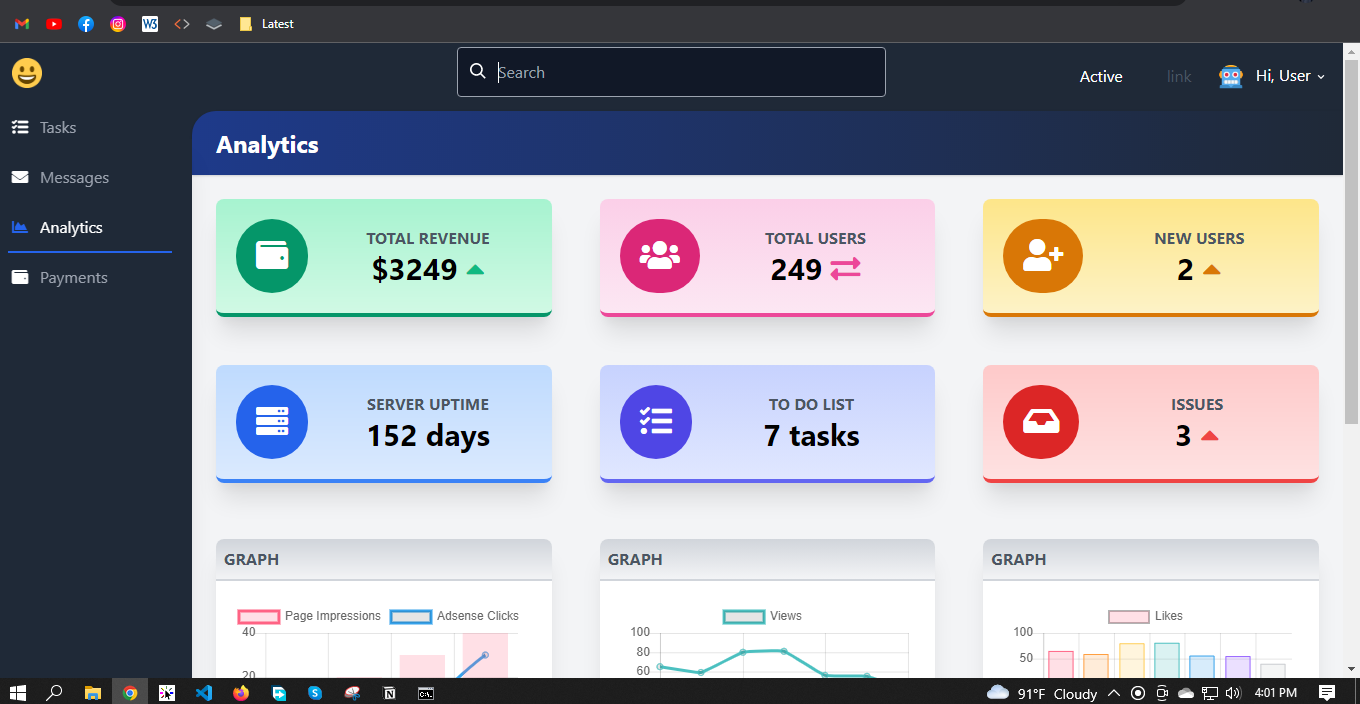 Latest
Search
Active
link
Hi, User
Tasks
Messages
Analytics
Payments
Analytics
TOTAL REVENUE
$3249
TOTAL USERS
249
NEW USERS
2
SERVER UPTIME
152 days
TO DO LIST
7 tasks
ISSUES
3
GRAPH
Page Impressions
Adsense Clicks
40
20
GRAPH
Views
100
80
60
GRAPH
Likes
100
50
91°F Cloudy
4:01 PM